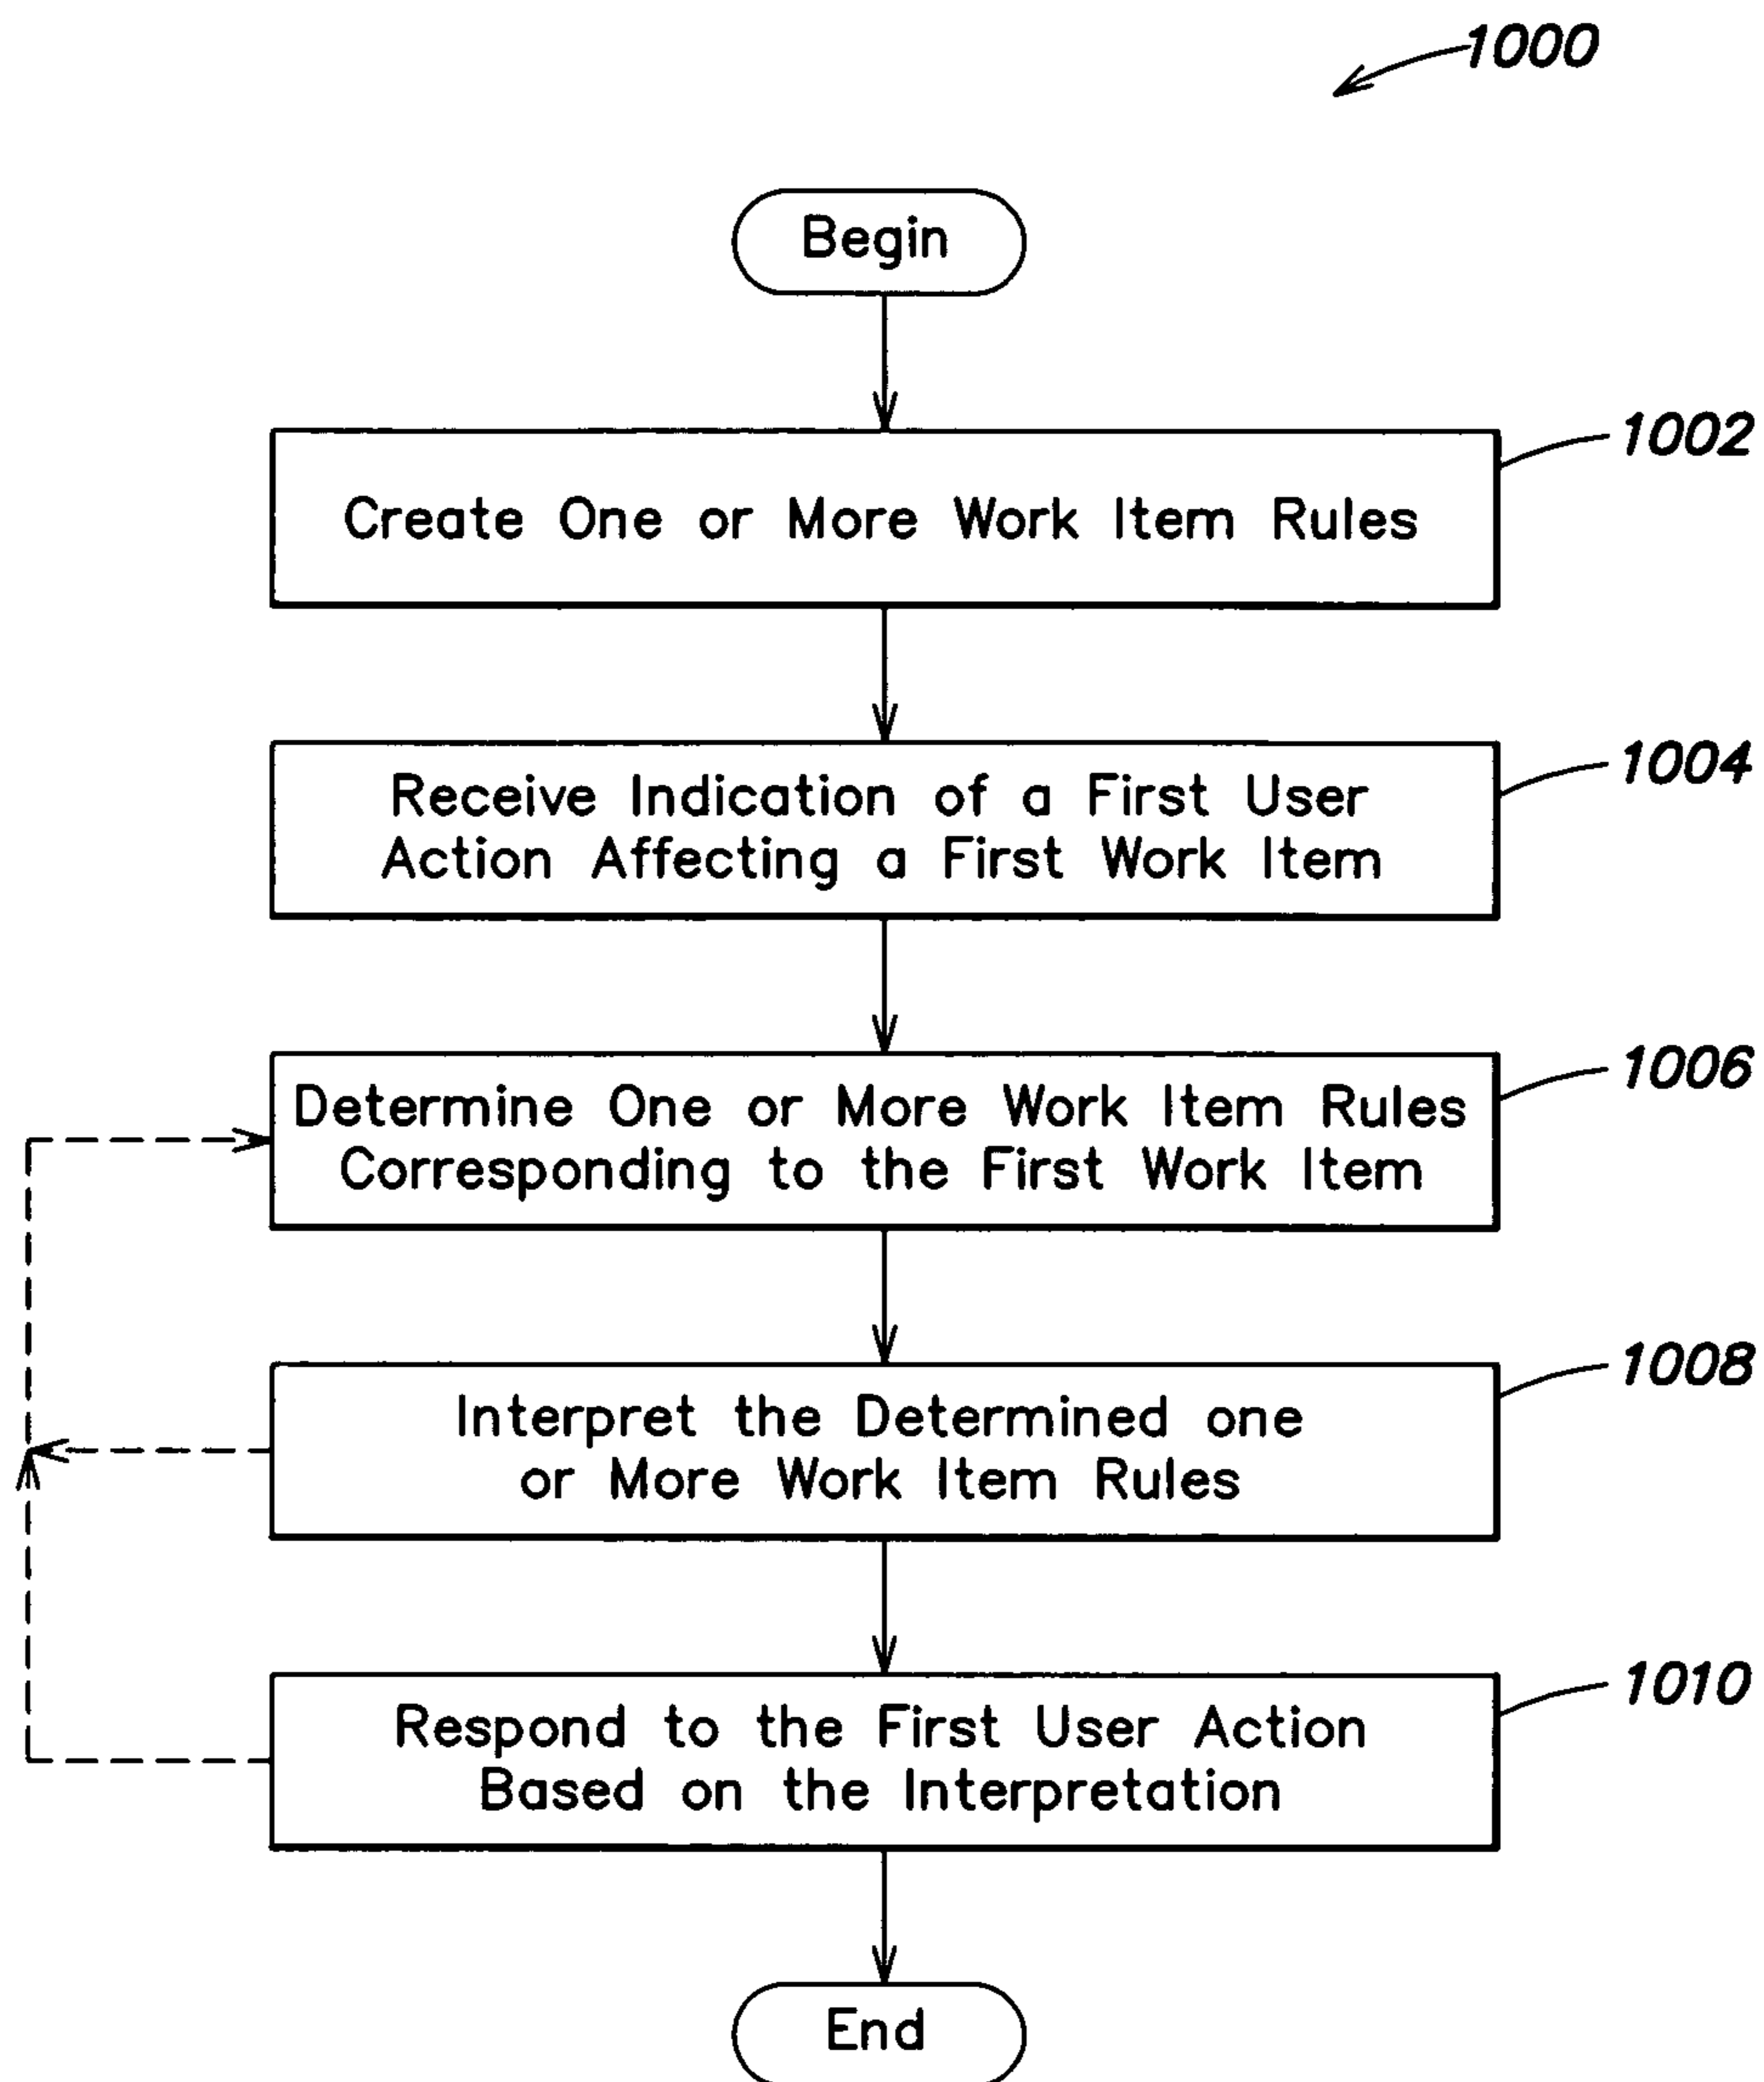 1000
Begin
1002
Create One or More Work Item Rules
1004
Receive Indication of a First User
Action Affecting a First Work Item
1006
Determine One or More Work Item Rules
Corresponding to the First Work Item
1008
Interpret the Determined one
or More Work Item Rules
1010
Respond to the First User Action
Based on the Interpretation
End